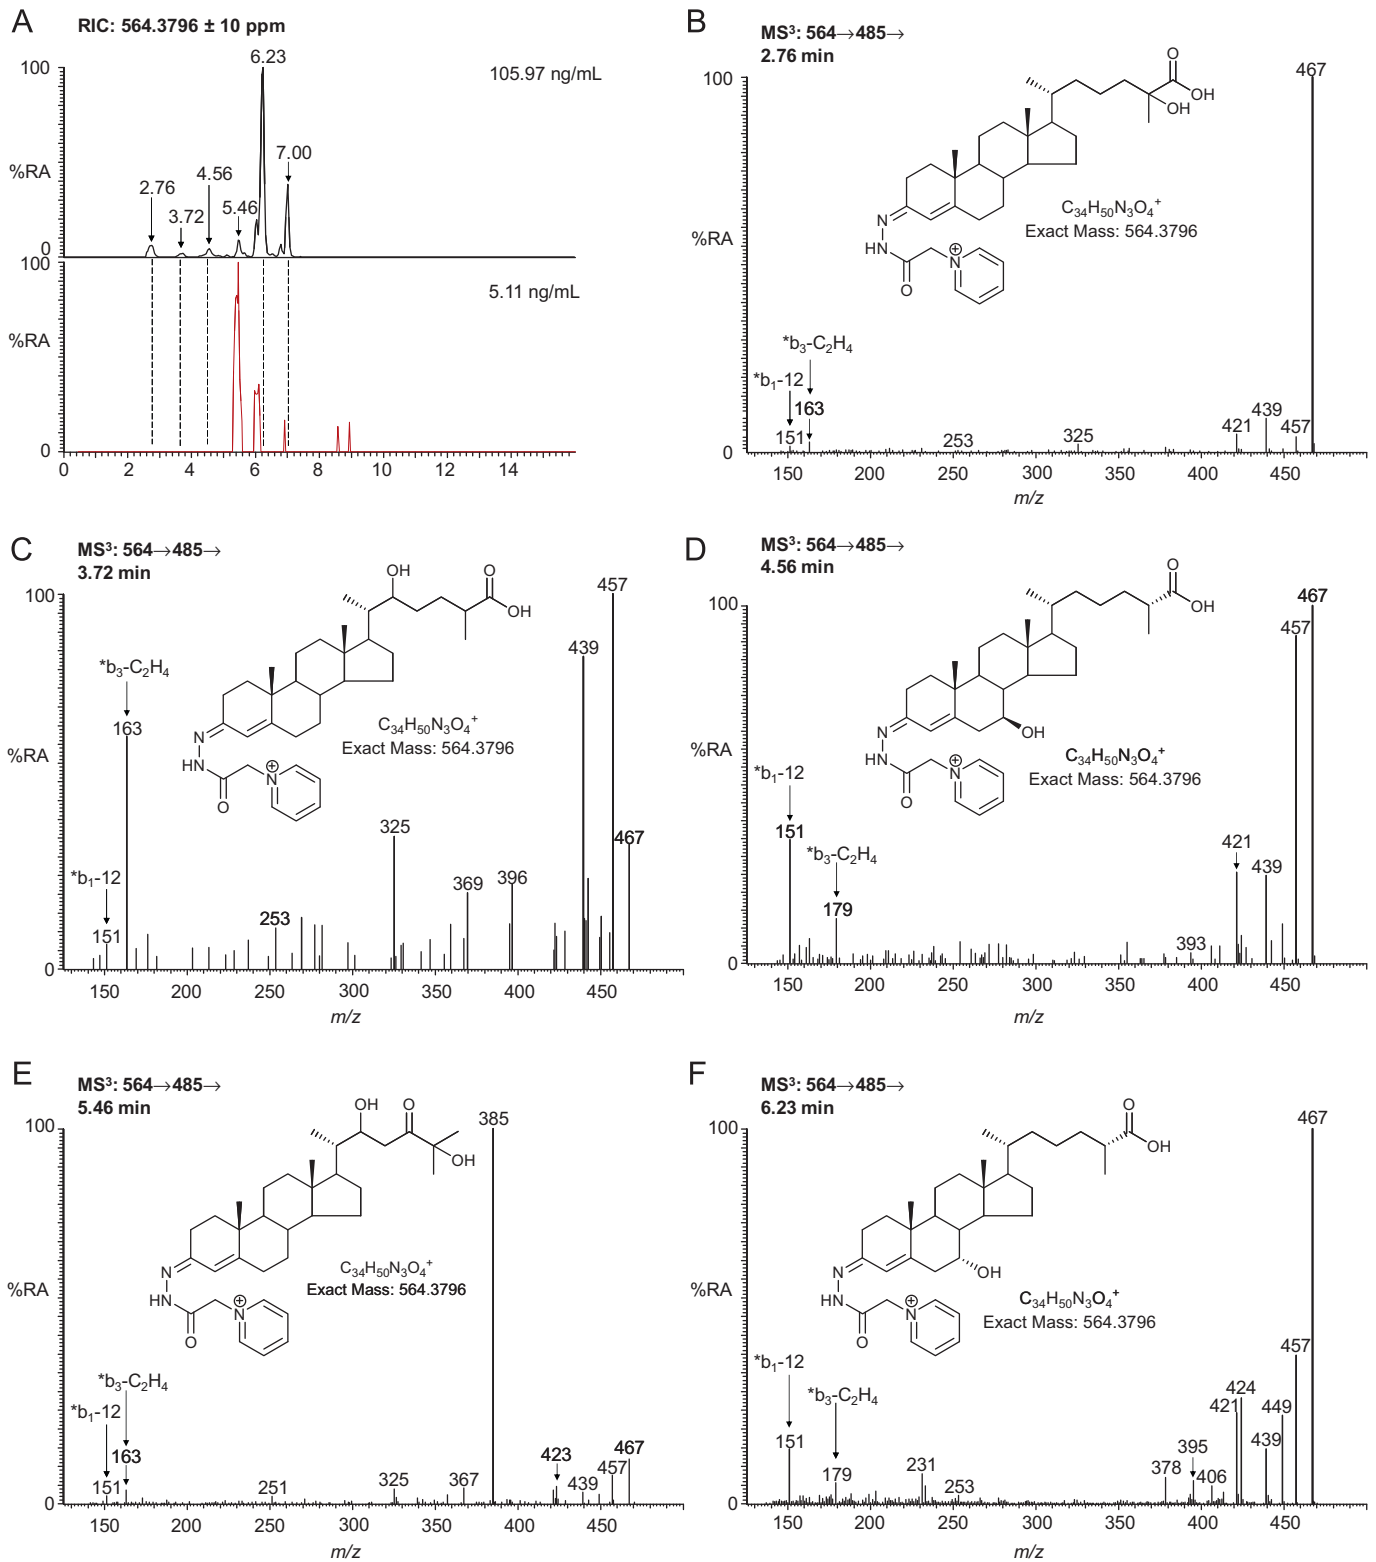 A
RIC: 564.3796 ± 10 ppm
100
6.23
105.97 ng/mL
7.00
%RA
4.56
2.76
5.46
3.72
0
100
5.11 ng/mL
%RA
0
0 2 4 6 8 10 12 14
B
MS³: 564→485→
2.76 min
100
467
O
OH
OH
N
HN
O
N
⊕
C₃₄H₅₀N₃O₄⁺
Exact Mass: 564.3796
%RA
*b₃-C₂H₄
*b₁-12
163
151
253
325
421
439
457
0
150 200 250 300 350 400 450
m/z
C
MS³: 564→485→
3.72 min
100
OH
O
OH
457
439
*b₃-C₂H₄
163
N
HN
O
N
⊕
C₃₄H₅₀N₃O₄⁺
Exact Mass: 564.3796
%RA
325
467
*b₁-12
369
396
253
151
0
150 200 250 300 350 400 450
m/z
D
MS³: 564→485→
4.56 min
100
O
OH
467
457
N
HN
O
N
⊕
OH
C₃₄H₅₀N₃O₄⁺
Exact Mass: 564.3796
%RA
*b₁-12
151
*b₃-C₂H₄
179
421
439
393
0
150 200 250 300 350 400 450
m/z
E
MS³: 564→485→
5.46 min
100
OH
O
OH
385
N
HN
O
N
⊕
C₃₄H₅₀N₃O₄⁺
Exact Mass: 564.3796
%RA
*b₃-C₂H₄
*b₁-12
163
151
251
325
367
423
439
457
467
0
150 200 250 300 350 400 450
m/z
F
MS³: 564→485→
6.23 min
100
O
OH
467
N
HN
O
N
⊕
OH
C₃₄H₅₀N₃O₄⁺
Exact Mass: 564.3796
%RA
*b₁-12
*b₃-C₂H₄
457
424
421
449
151
439
395
231
378
406
179
253
0
150 200 250 300 350 400 450
m/z